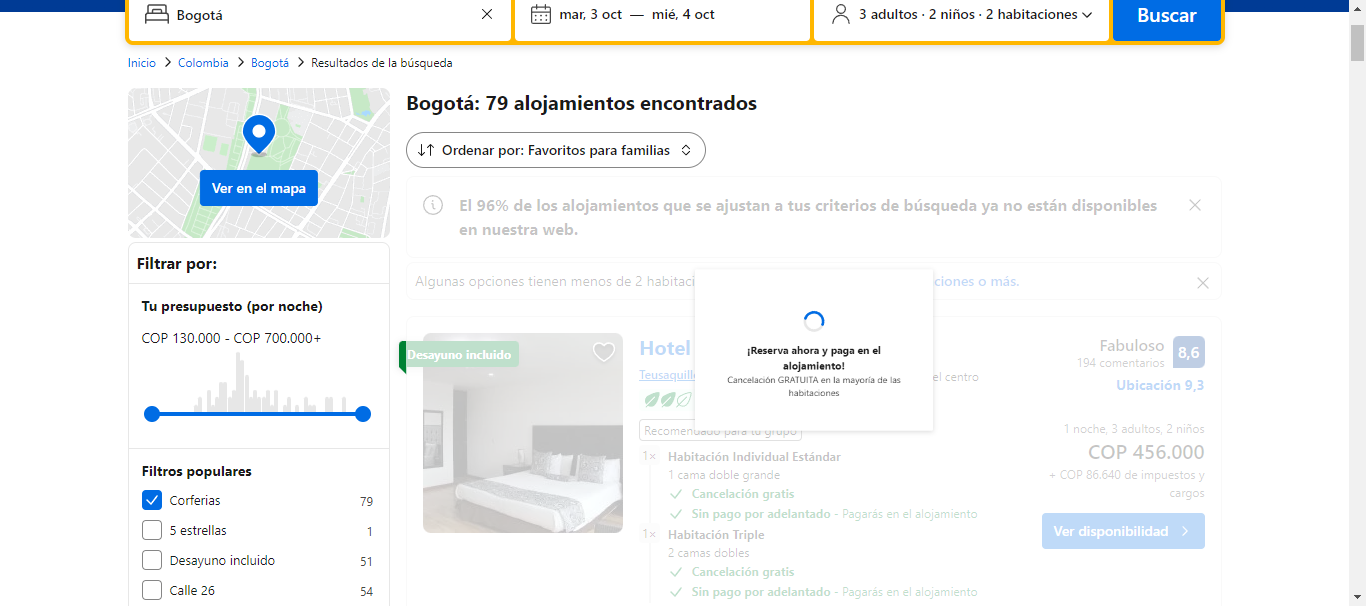 Bogotá
mar, 3 oct — mié, 4 oct
3 adultos · 2 niños · 2 habitaciones
Buscar
Inicio
Colombia
Bogotá
Resultados de la búsqueda
Ver en el mapa
Filtrar por:
Tu presupuesto (por noche)
COP 130.000 - COP 700.000+
Filtros populares
Corferias 79
5 estrellas 1
Desayuno incluido 51
Calle 26 54
Bogotá: 79 alojamientos encontrados
Ordenar por: Favoritos para familias
El 96% de los alojamientos que se ajustan a tus criterios de búsqueda ya no están disponibles
en nuestra web.
Algunas opciones tienen menos de 2
ciones o más.
¡Reserva ahora y paga en el
alojamiento!
Cancelación GRATUITA en la mayoría de las
habitaciones
Desayuno incluido
Hotel
Teusaquillo
el centro
Recomendado para tu grupo
1× Habitación Individual Estándar
1 cama doble grande
Cancelación gratis
Sin pago por adelantado - Pagarás en el alojamiento
1× Habitación Triple
2 camas dobles
Cancelación gratis
Sin pago por adelantado - Pagarás en el alojamiento
Fabuloso
194 comentarios
8,6
Ubicación 9,3
1 noche, 3 adultos, 2 niños
COP 456.000
+ COP 86.640 de impuestos y
cargos
Ver disponibilidad